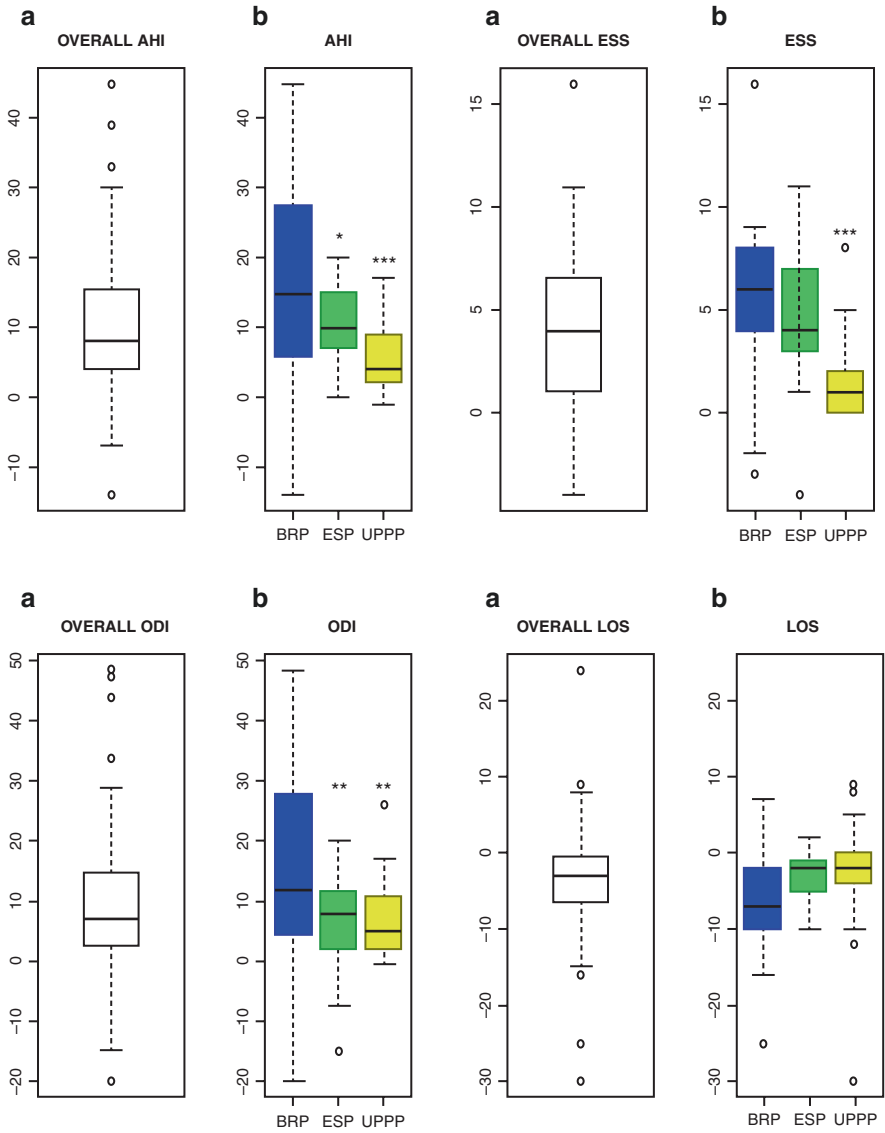 a
OVERALL AHI
40
30
20
10
0
−10
b
AHI
40
30
20
10
0
−10
*
***
BRP ESP UPPP
a
OVERALL ESS
15
10
5
0
b
ESS
15
10
5
0
***
BRP ESP UPPP
a
OVERALL ODI
50
40
30
20
10
0
−10
−20
b
ODI
50
40
30
20
10
0
−10
−20
** **
BRP ESP UPPP
a
OVERALL LOS
20
10
0
−10
−20
−30
b
LOS
20
10
0
−10
−20
−30
BRP ESP UPPP